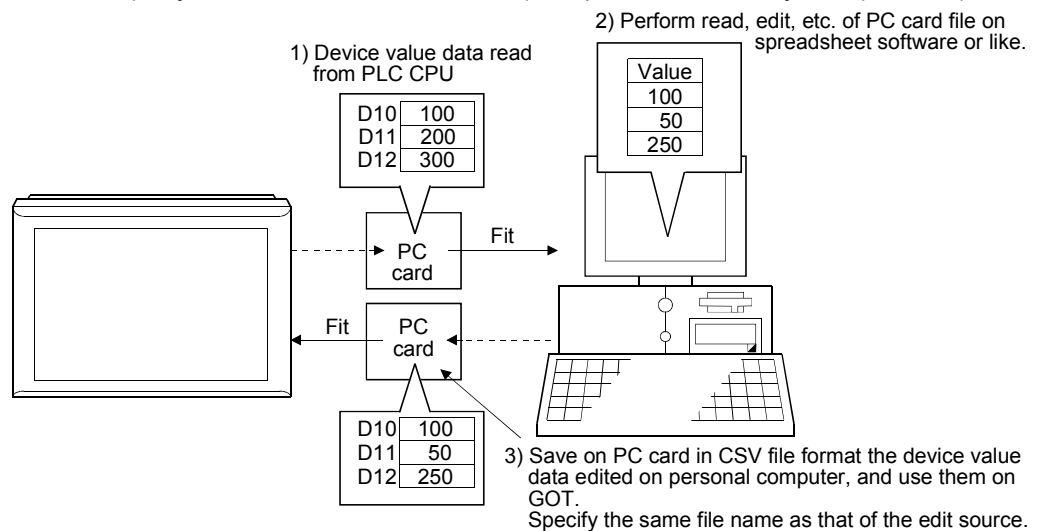 2) Perform read, edit, etc. of PC card file on
spreadsheet software or like.
1) Device value data read
from PLC CPU
Value
100
50
250
D10 100
D11 200
D12 300
PC
card
Fit
Fit
PC
card
D10 100
D11 50
D12 250
3) Save on PC card in CSV file format the device value
data edited on personal computer, and use them on
GOT.
Specify the same file name as that of the edit source.